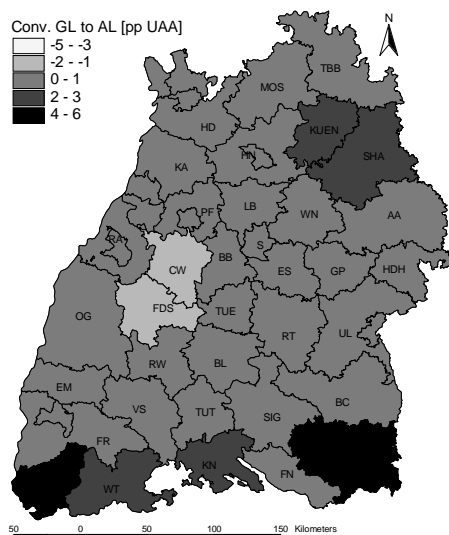 Conv. GL to AL [pp UAA]
-5 - -3
-2 - -1
0 - 1
2 - 3
4 - 6
N
TBB
MOS
HD
KUEN
HN
SHA
KA
PF
LB
WN
AA
RA
S
CW
BB
ES
GP
HDH
FDS
TUE
OG
RT
UL
RW
BL
EM
VS
TUT
SIG
BC
FR
KN
FN
WT
50 0 50 100 150 Kilometers